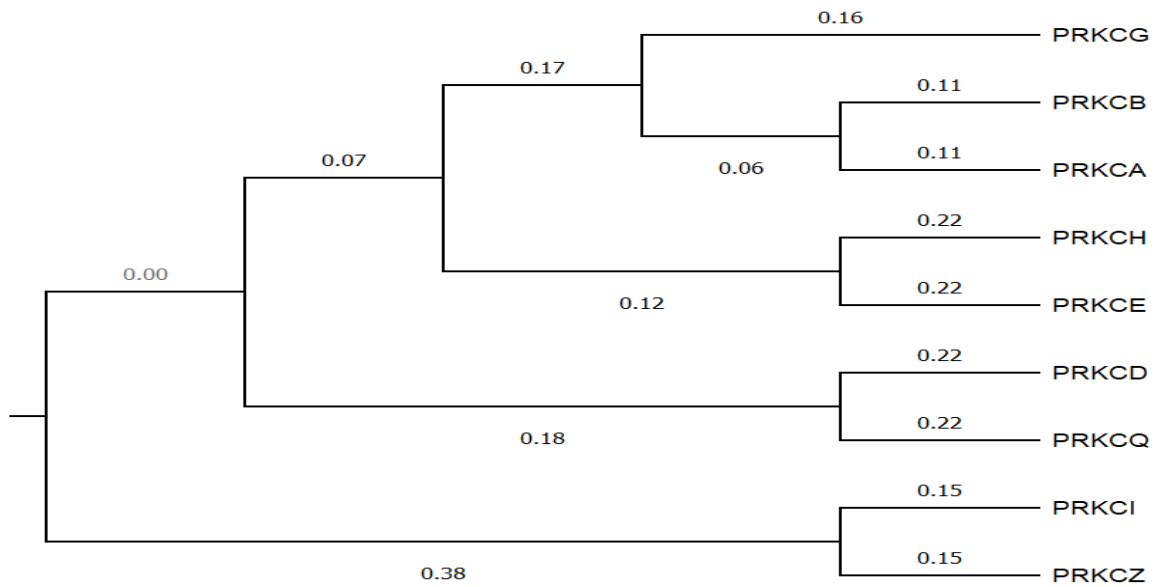 0.16
PRKCG
0.17
0.11
PRKCB
0.07
0.06
0.11
PRKCA
0.22
PRKCH
0.00
0.12
0.22
PRKCE
0.22
PRKCD
0.18
0.22
PRKCQ
0.15
PRKCI
0.38
0.15
PRKCZ